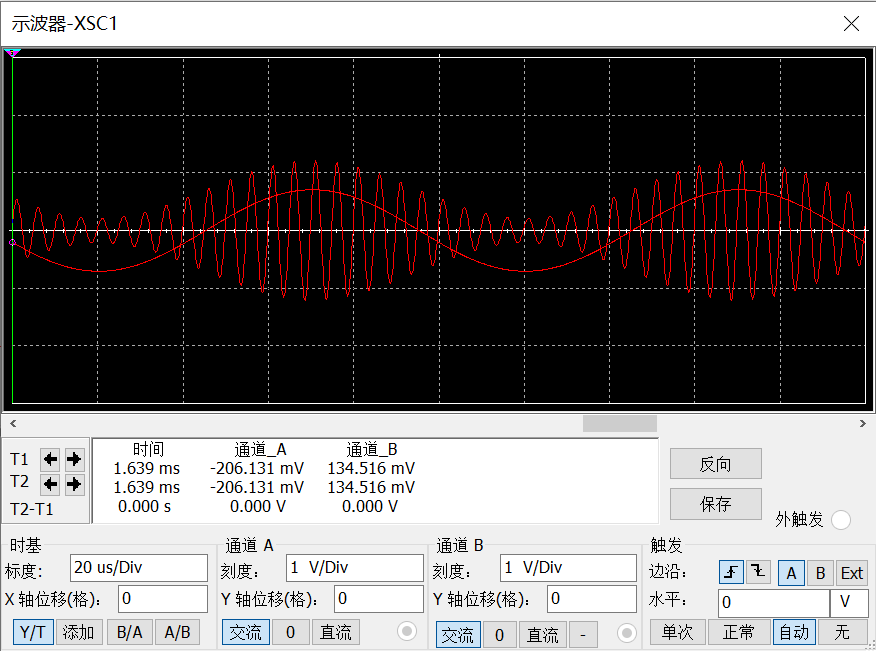 示波器-XSC1
时间 通道_A 通道_B
T1 1.639 ms -206.131 mV 134.516 mV
T2 1.639 ms -206.131 mV 134.516 mV
T2-T1 0.000 s 0.000 V 0.000 V
反向
保存
外触发
时基
标度: 20 us/Div
X 轴位移(格): 0
Y/T 添加 B/A A/B
通道 A
刻度: 1 V/Div
Y 轴位移(格): 0
交流 0 直流
通道 B
刻度: 1 V/Div
Y 轴位移(格): 0
交流 0 直流 -
触发
边沿: A B Ext
水平: 0 V
单次 正常 自动 无